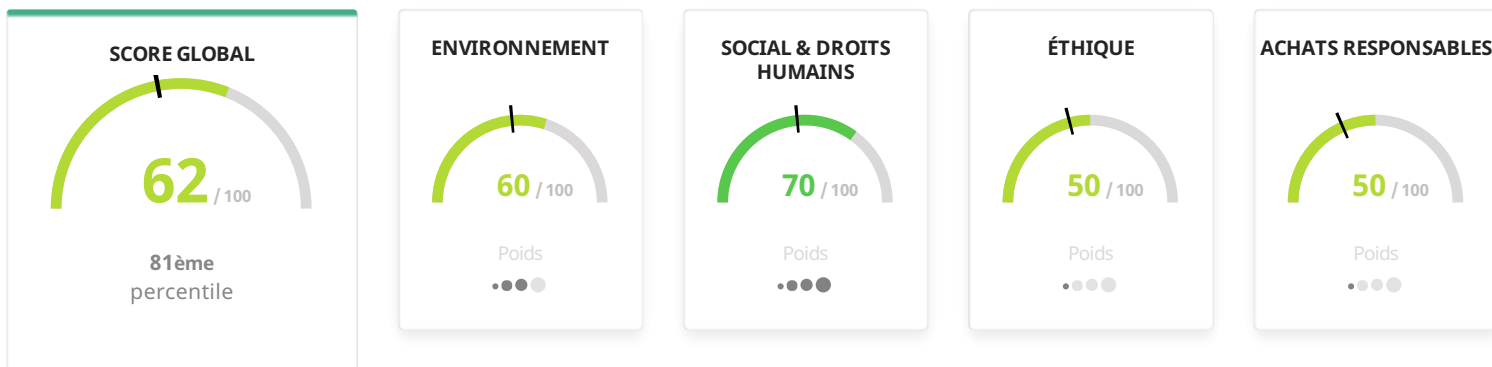 SCORE GLOBAL
62 / 100
81ème
percentile
ENVIRONNEMENT
60 / 100
Poids
SOCIAL & DROITS
HUMAINS
70 / 100
Poids
ÉTHIQUE
50 / 100
Poids
ACHATS RESPONSABLES
50 / 100
Poids